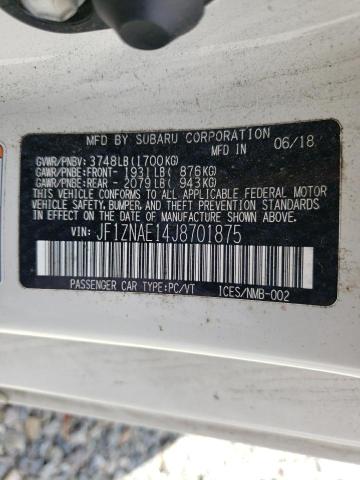 MFD BY SUBARU CORPORATION
MFD IN 06/18
GVWR/PNBV: 3748LB(1700KG)
GAWR/PNBE:FRONT- 1931LB( 876KG)
GAWR/PNBE:REAR - 2079LB( 943KG)
THIS VEHICLE CONFORMS TO ALL APPLICABLE FEDERAL MOTOR
VEHICLE SAFETY, BUMPER, AND THEFT PREVENTION STANDARDS
IN EFFECT ON THE DATE OF MANUFACTURE SHOWN ABOVE.
VIN: JF1ZNAE14J8701875
PASSENGER CAR TYPE:PC/VT ICES/NMB-002